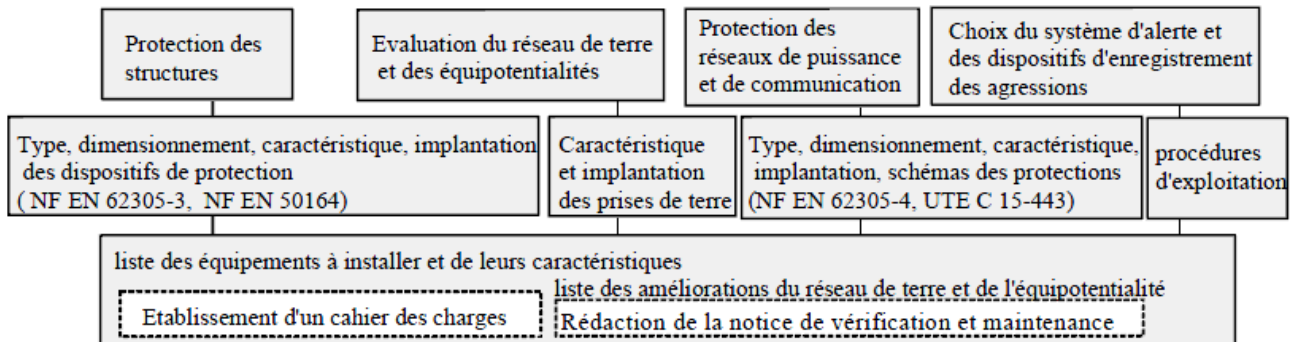 Protection des
structures
Evaluation du réseau de terre
et des équipotentialités
Protection des
réseaux de puissance
et de communication
Choix du système d'alerte et
des dispositifs d'enregistrement
des agressions
Type, dimensionnement, caractéristique, implantation
des dispositifs de protection
( NF EN 62305-3, NF EN 50164)
Caractéristique
et implantation
des prises de terre
Type, dimensionnement, caractéristique,
implantation, schémas des protections
(NF EN 62305-4, UTE C 15-443)
procédures
d'exploitation
liste des équipements à installer et de leurs caractéristiques
liste des améliorations du réseau de terre et de l'équipotentialité
Etablissement d'un cahier des charges
Rédaction de la notice de vérification et maintenance